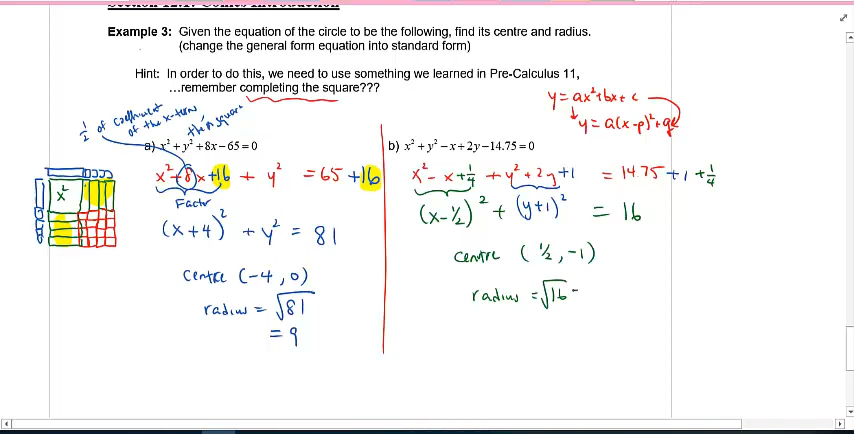 Example 3: Given the equation of the circle to be the following, find its centre and radius.
(change the general form equation into standard form)
Hint: In order to do this, we need to use something we learned in Pre-Calculus 11,
…remember completing the square???
y = ax² + bx + c
y = a(x-p)² + q
½ of coefficient
of the x-term
then square
a) x² + y² + 8x − 65 = 0
x² + 8x + 16 + y² = 65 + 16
x²
Factor
(x + 4)² + y² = 81
centre (-4, 0)
radius = √81
= 9
b) x² + y² − x + 2y − 14.75 = 0
x² - x + ¼ + y² + 2y + 1 = 14.75 + 1 + ¼
(x - ½)² + (y + 1)² = 16
centre (½, -1)
radius = √16